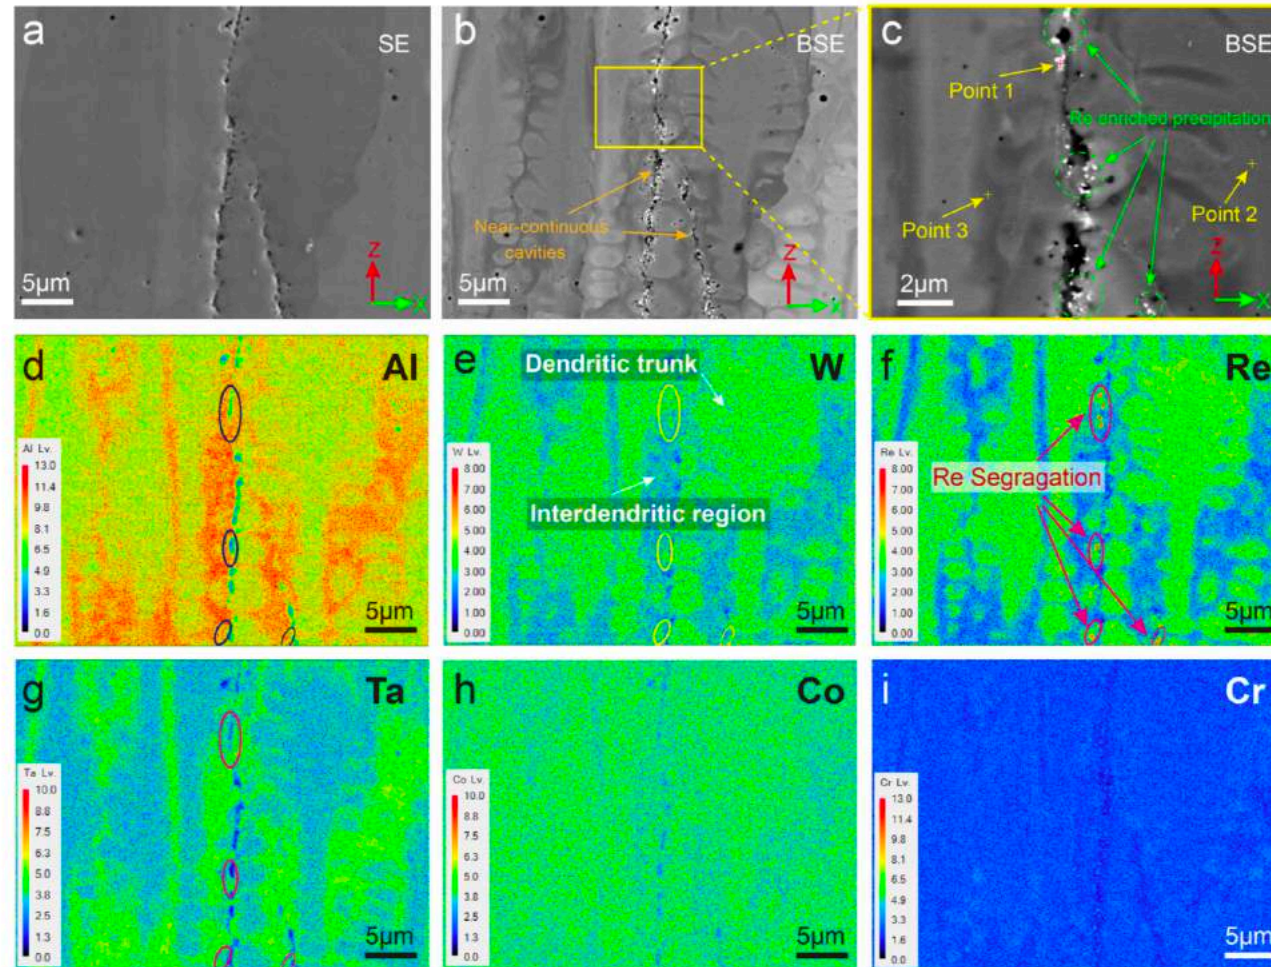 a
SE
5μm
Z
X
b
BSE
Near-continuous
cavities
5μm
Z
X
c
BSE
Point 1
Re enriched precipitation
Point 3
Point 2
2μm
Z
X
d
Al
Al Lv.
13.0
11.4
9.8
8.1
6.5
4.9
3.3
1.6
0.0
5μm
e
W
Dendritic trunk
W Lv.
8.00
7.00
6.00
5.00
4.00
3.00
2.00
1.00
0.00
Interdendritic region
5μm
f
Re
Re Lv.
8.00
7.00
6.00
5.00
4.00
3.00
2.00
1.00
0.00
Re Segragation
5μm
g
Ta
Ta Lv.
10.0
8.8
7.5
6.3
5.0
3.8
2.5
1.3
0.0
5μm
h
Co
Co Lv.
10.0
8.8
7.5
6.3
5.0
3.8
2.5
1.3
0.0
5μm
i
Cr
Cr Lv.
13.0
11.4
9.8
8.1
6.5
4.9
3.3
1.6
0.0
5μm